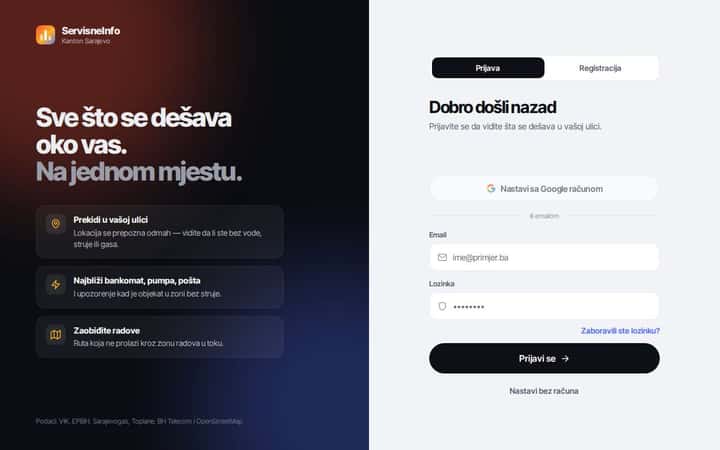 ServisneInfo
Kanton Sarajevo
Sve što se dešava
oko vas.
Na jednom mjestu.
Prekidi u vašoj ulici
Lokacija se prepozna odmah — vidite da li ste bez vode,
struje ili gasa.
Najbliži bankomat, pumpa, pošta
I upozorenje kad je objekat u zoni bez struje.
Zaobiđite radove
Ruta koja ne prolazi kroz zonu radova u toku.
Podaci: ViK, EPBiH, Sarajevogas, Toplane, BH Telecom i OpenStreetMap.
Prijava
Registracija
Dobro došli nazad
Prijavite se da vidite šta se dešava u vašoj ulici.
Nastavi sa Google računom
ili emailom
Email
ime@primjer.ba
Lozinka
Zaboravili ste lozinku?
Prijavi se →
Nastavi bez računa